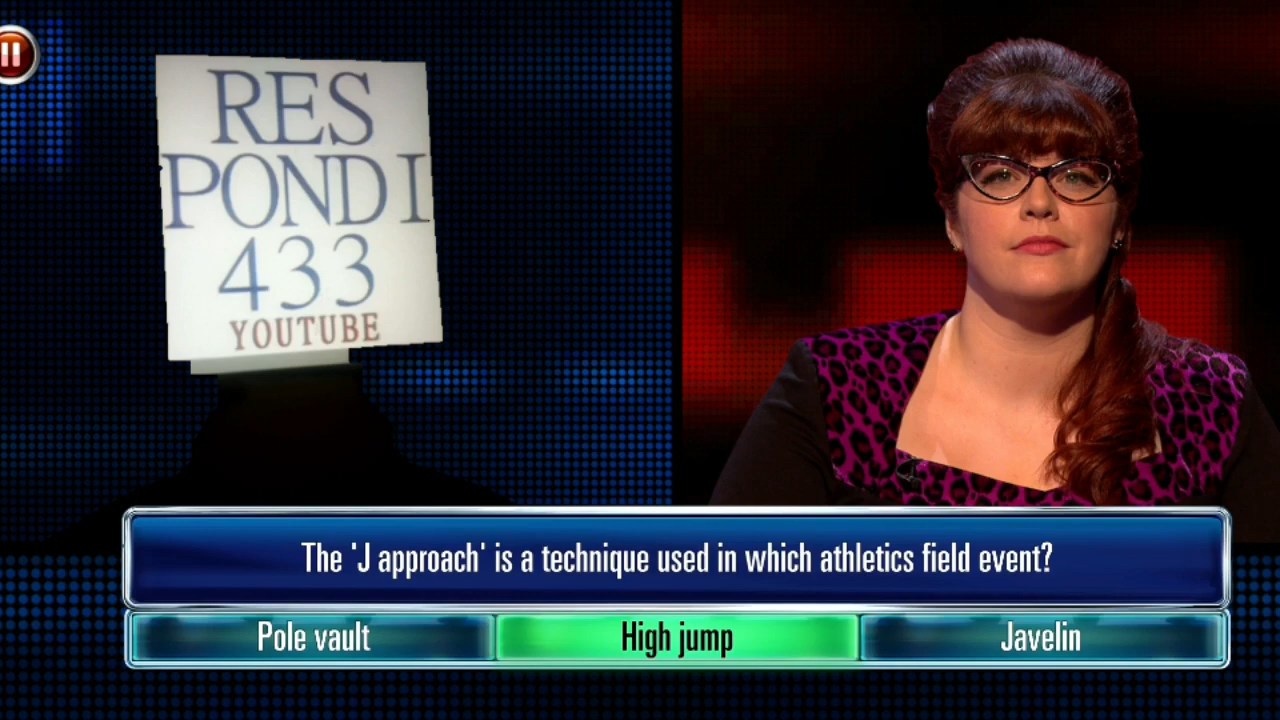 RES
POND I
433
YOUTUBE
The 'J approach' is a technique used in which athletics field event?
Pole vault
High jump
Javelin